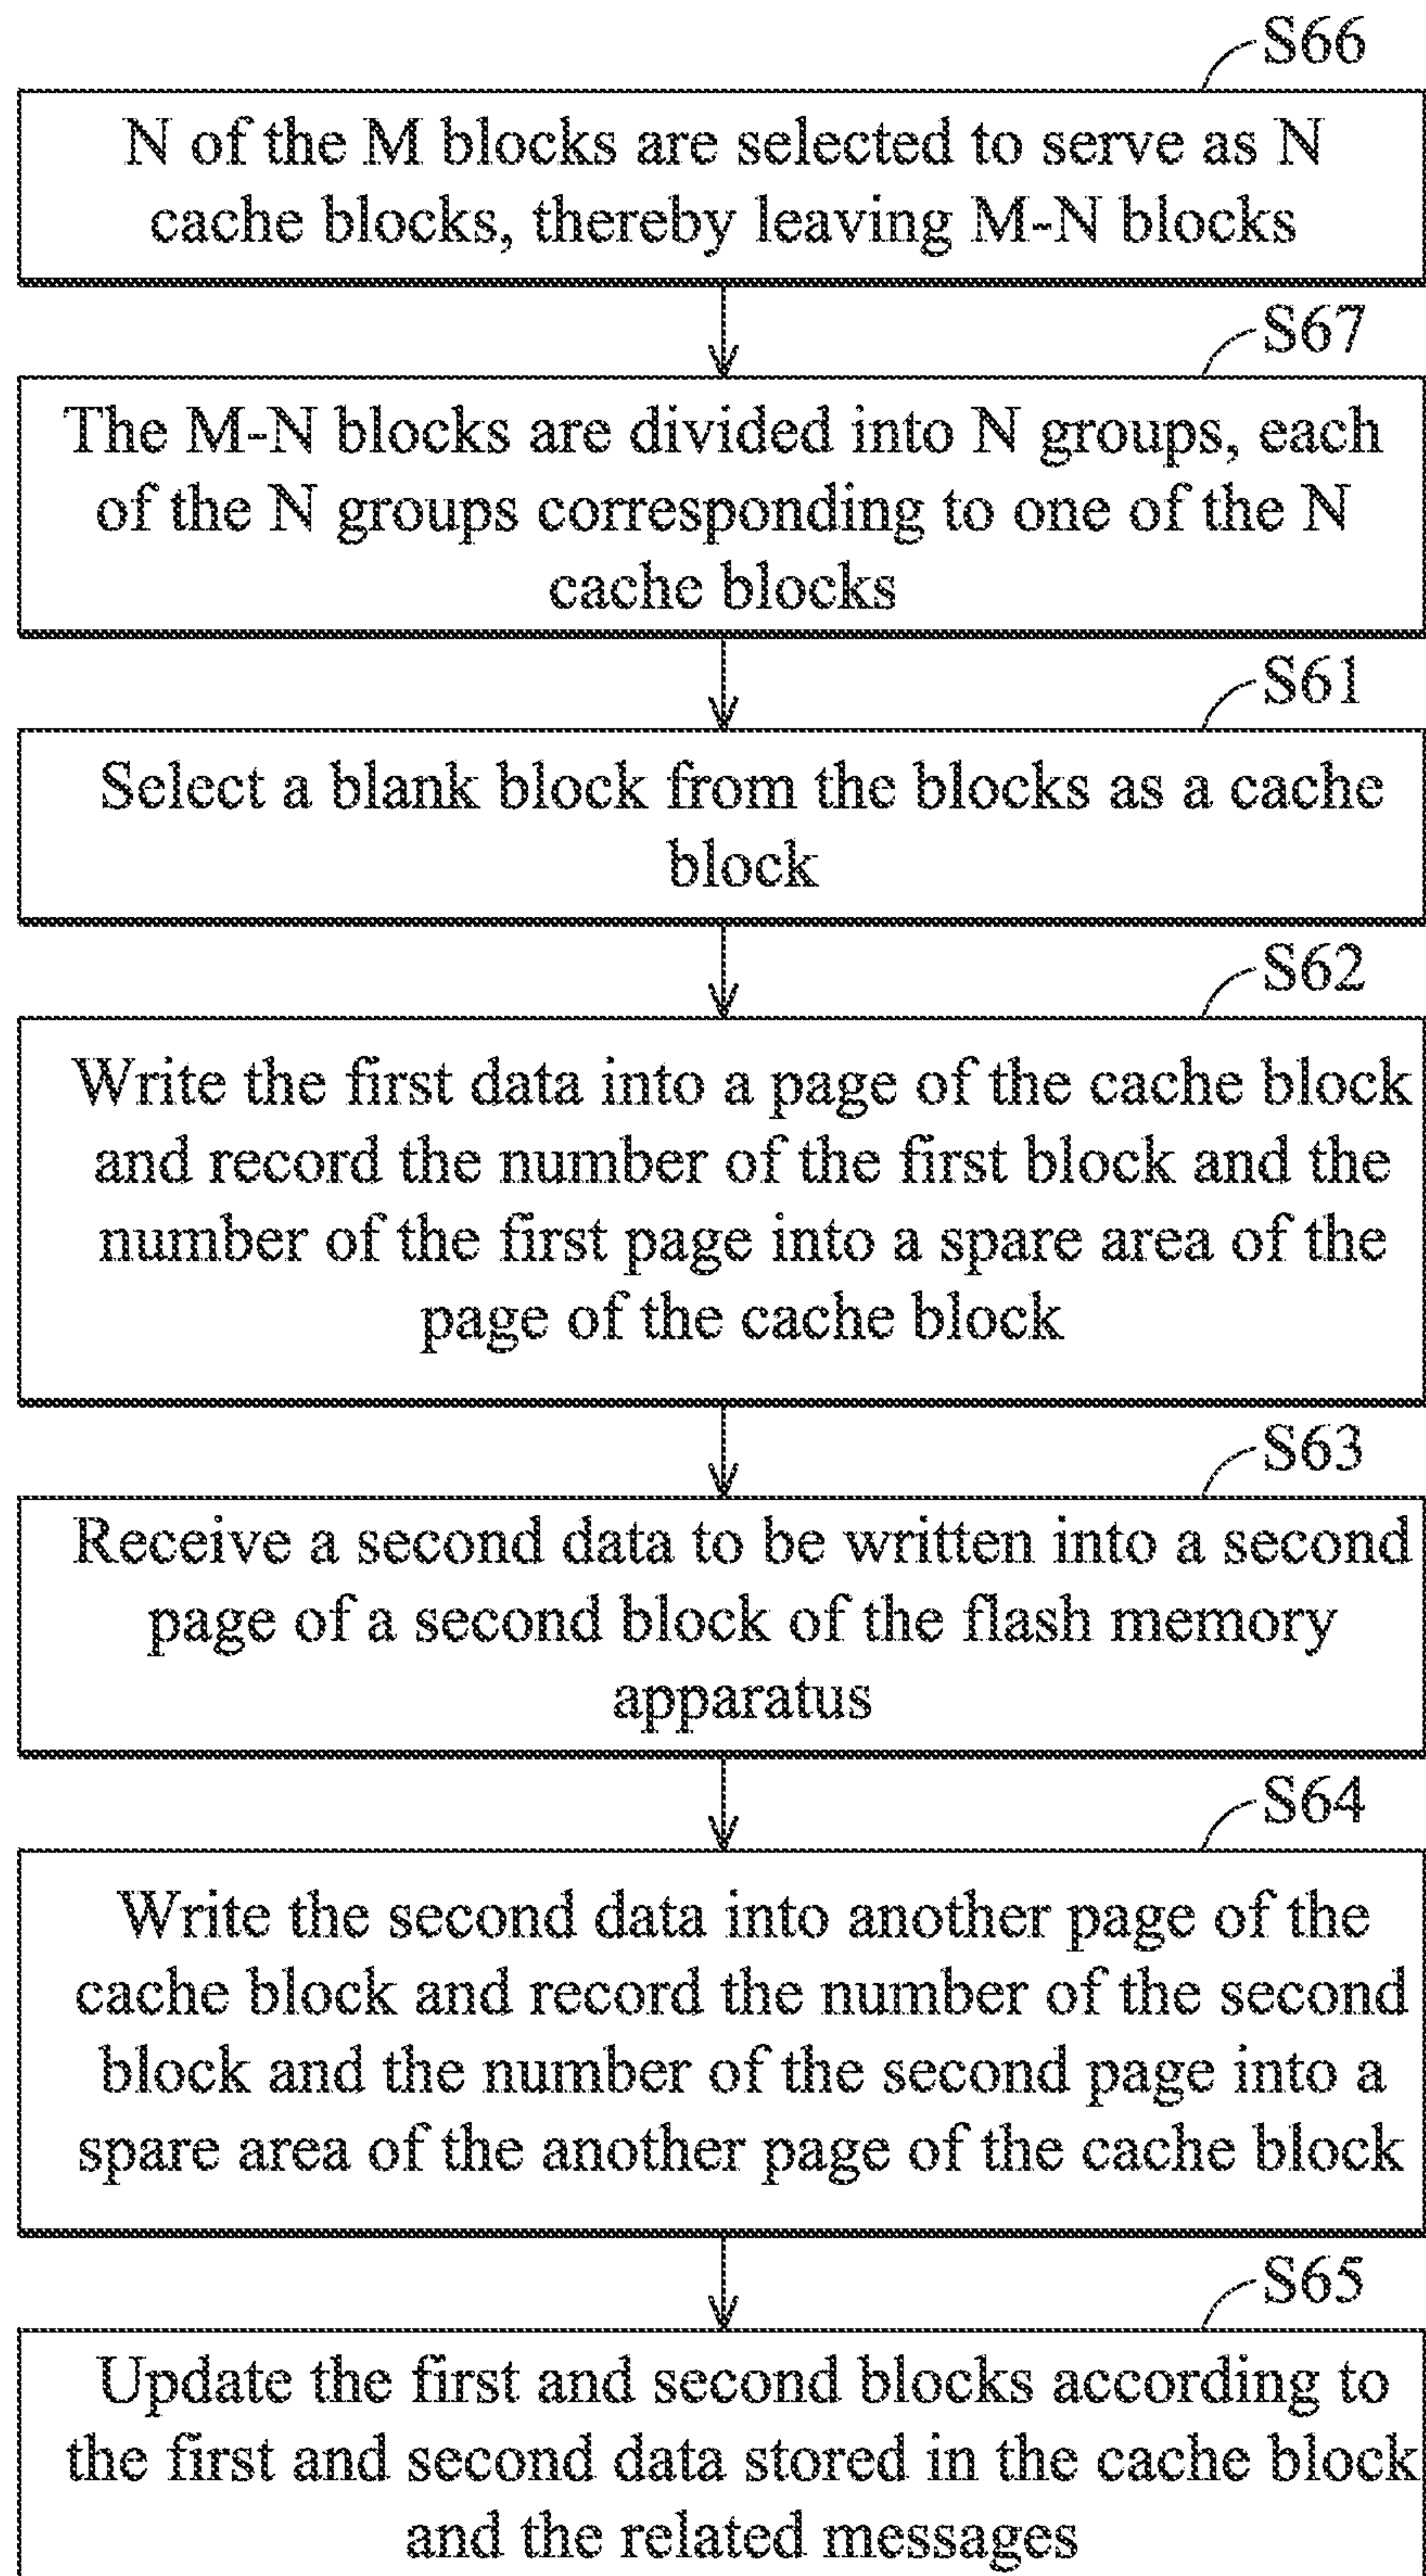 S66
N of the M blocks are selected to serve as N
cache blocks, thereby leaving M-N blocks
S67
The M-N blocks are divided into N groups, each
of the N groups corresponding to one of the N
cache blocks
S61
Select a blank block from the blocks as a cache
block
S62
Write the first data into a page of the cache block
and record the number of the first block and the
number of the first page into a spare area of the
page of the cache block
S63
Receive a second data to be written into a second
page of a second block of the flash memory
apparatus
S64
Write the second data into another page of the
cache block and record the number of the second
block and the number of the second page into a
spare area of the another page of the cache block
S65
Update the first and second blocks according to
the first and second data stored in the cache block
and the related messages